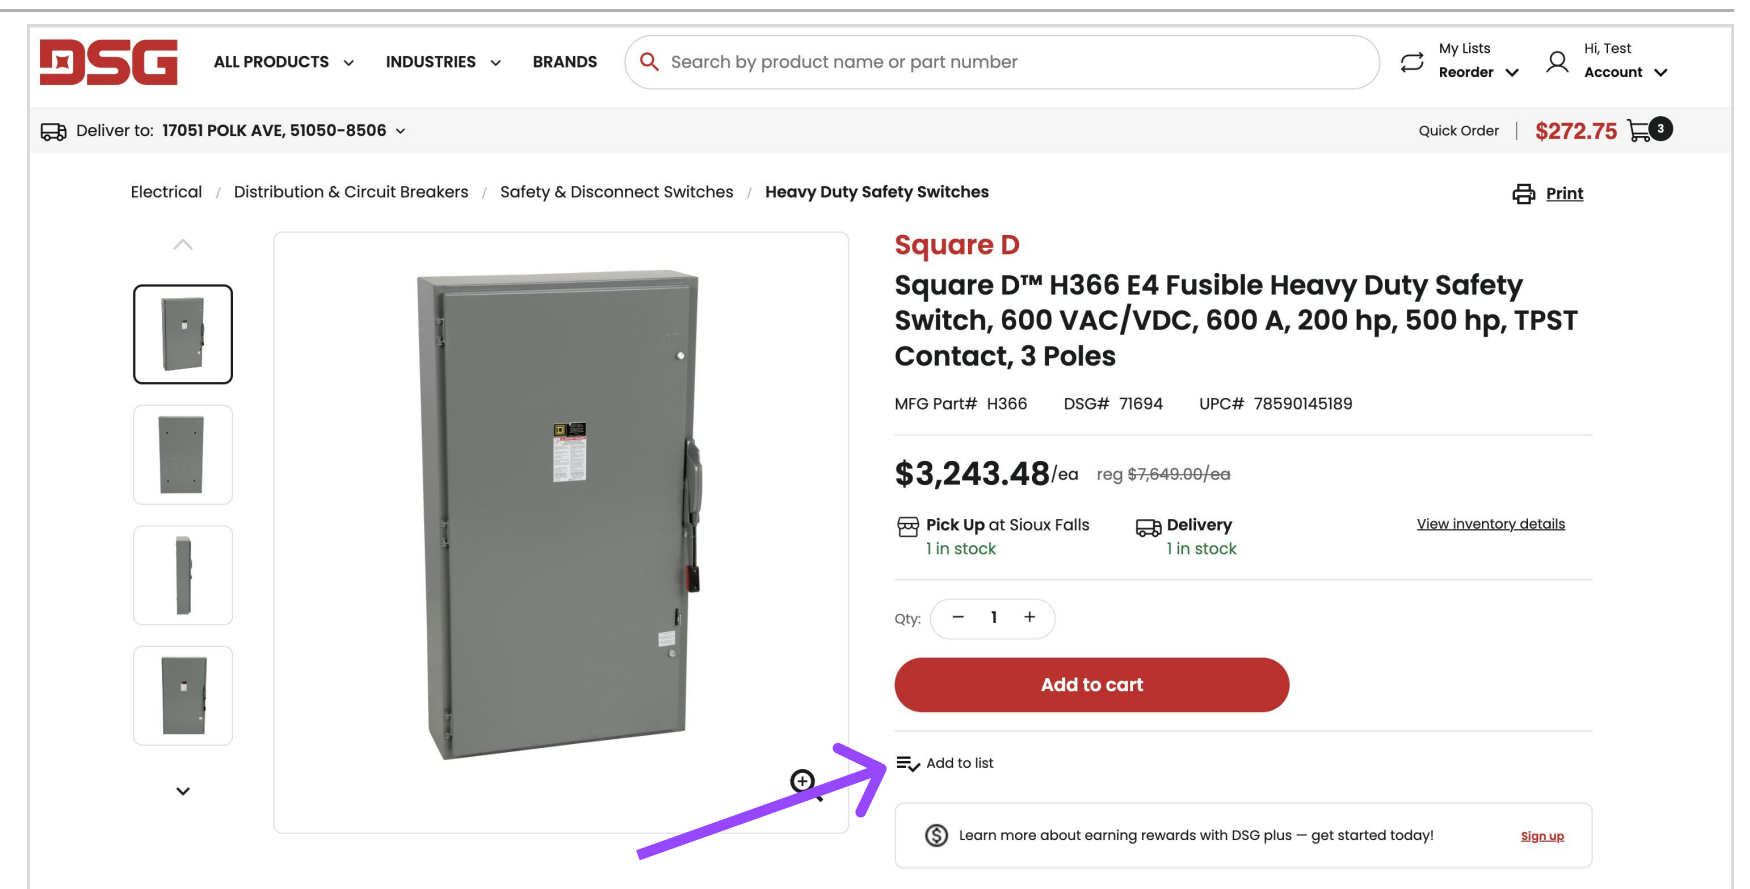 DSG
ALL PRODUCTS
INDUSTRIES
BRANDS
Search by product name or part number
My Lists
Reorder
Hi, Test
Account
Deliver to: 17051 POLK AVE, 51050-8506
Quick Order | $272.75 3
Electrical / Distribution & Circuit Breakers / Safety & Disconnect Switches / Heavy Duty Safety Switches
Print
Square D
Square D™ H366 E4 Fusible Heavy Duty Safety
Switch, 600 VAC/VDC, 600 A, 200 hp, 500 hp, TPST
Contact, 3 Poles
MFG Part# H366 DSG# 71694 UPC# 78590145189
$3,243.48/ea reg $7,649.00/ea
Pick Up at Sioux Falls
1 in stock
Delivery
1 in stock
View inventory details
Qty: − 1 +
Add to cart
Add to list
Learn more about earning rewards with DSG plus — get started today!
Sign up